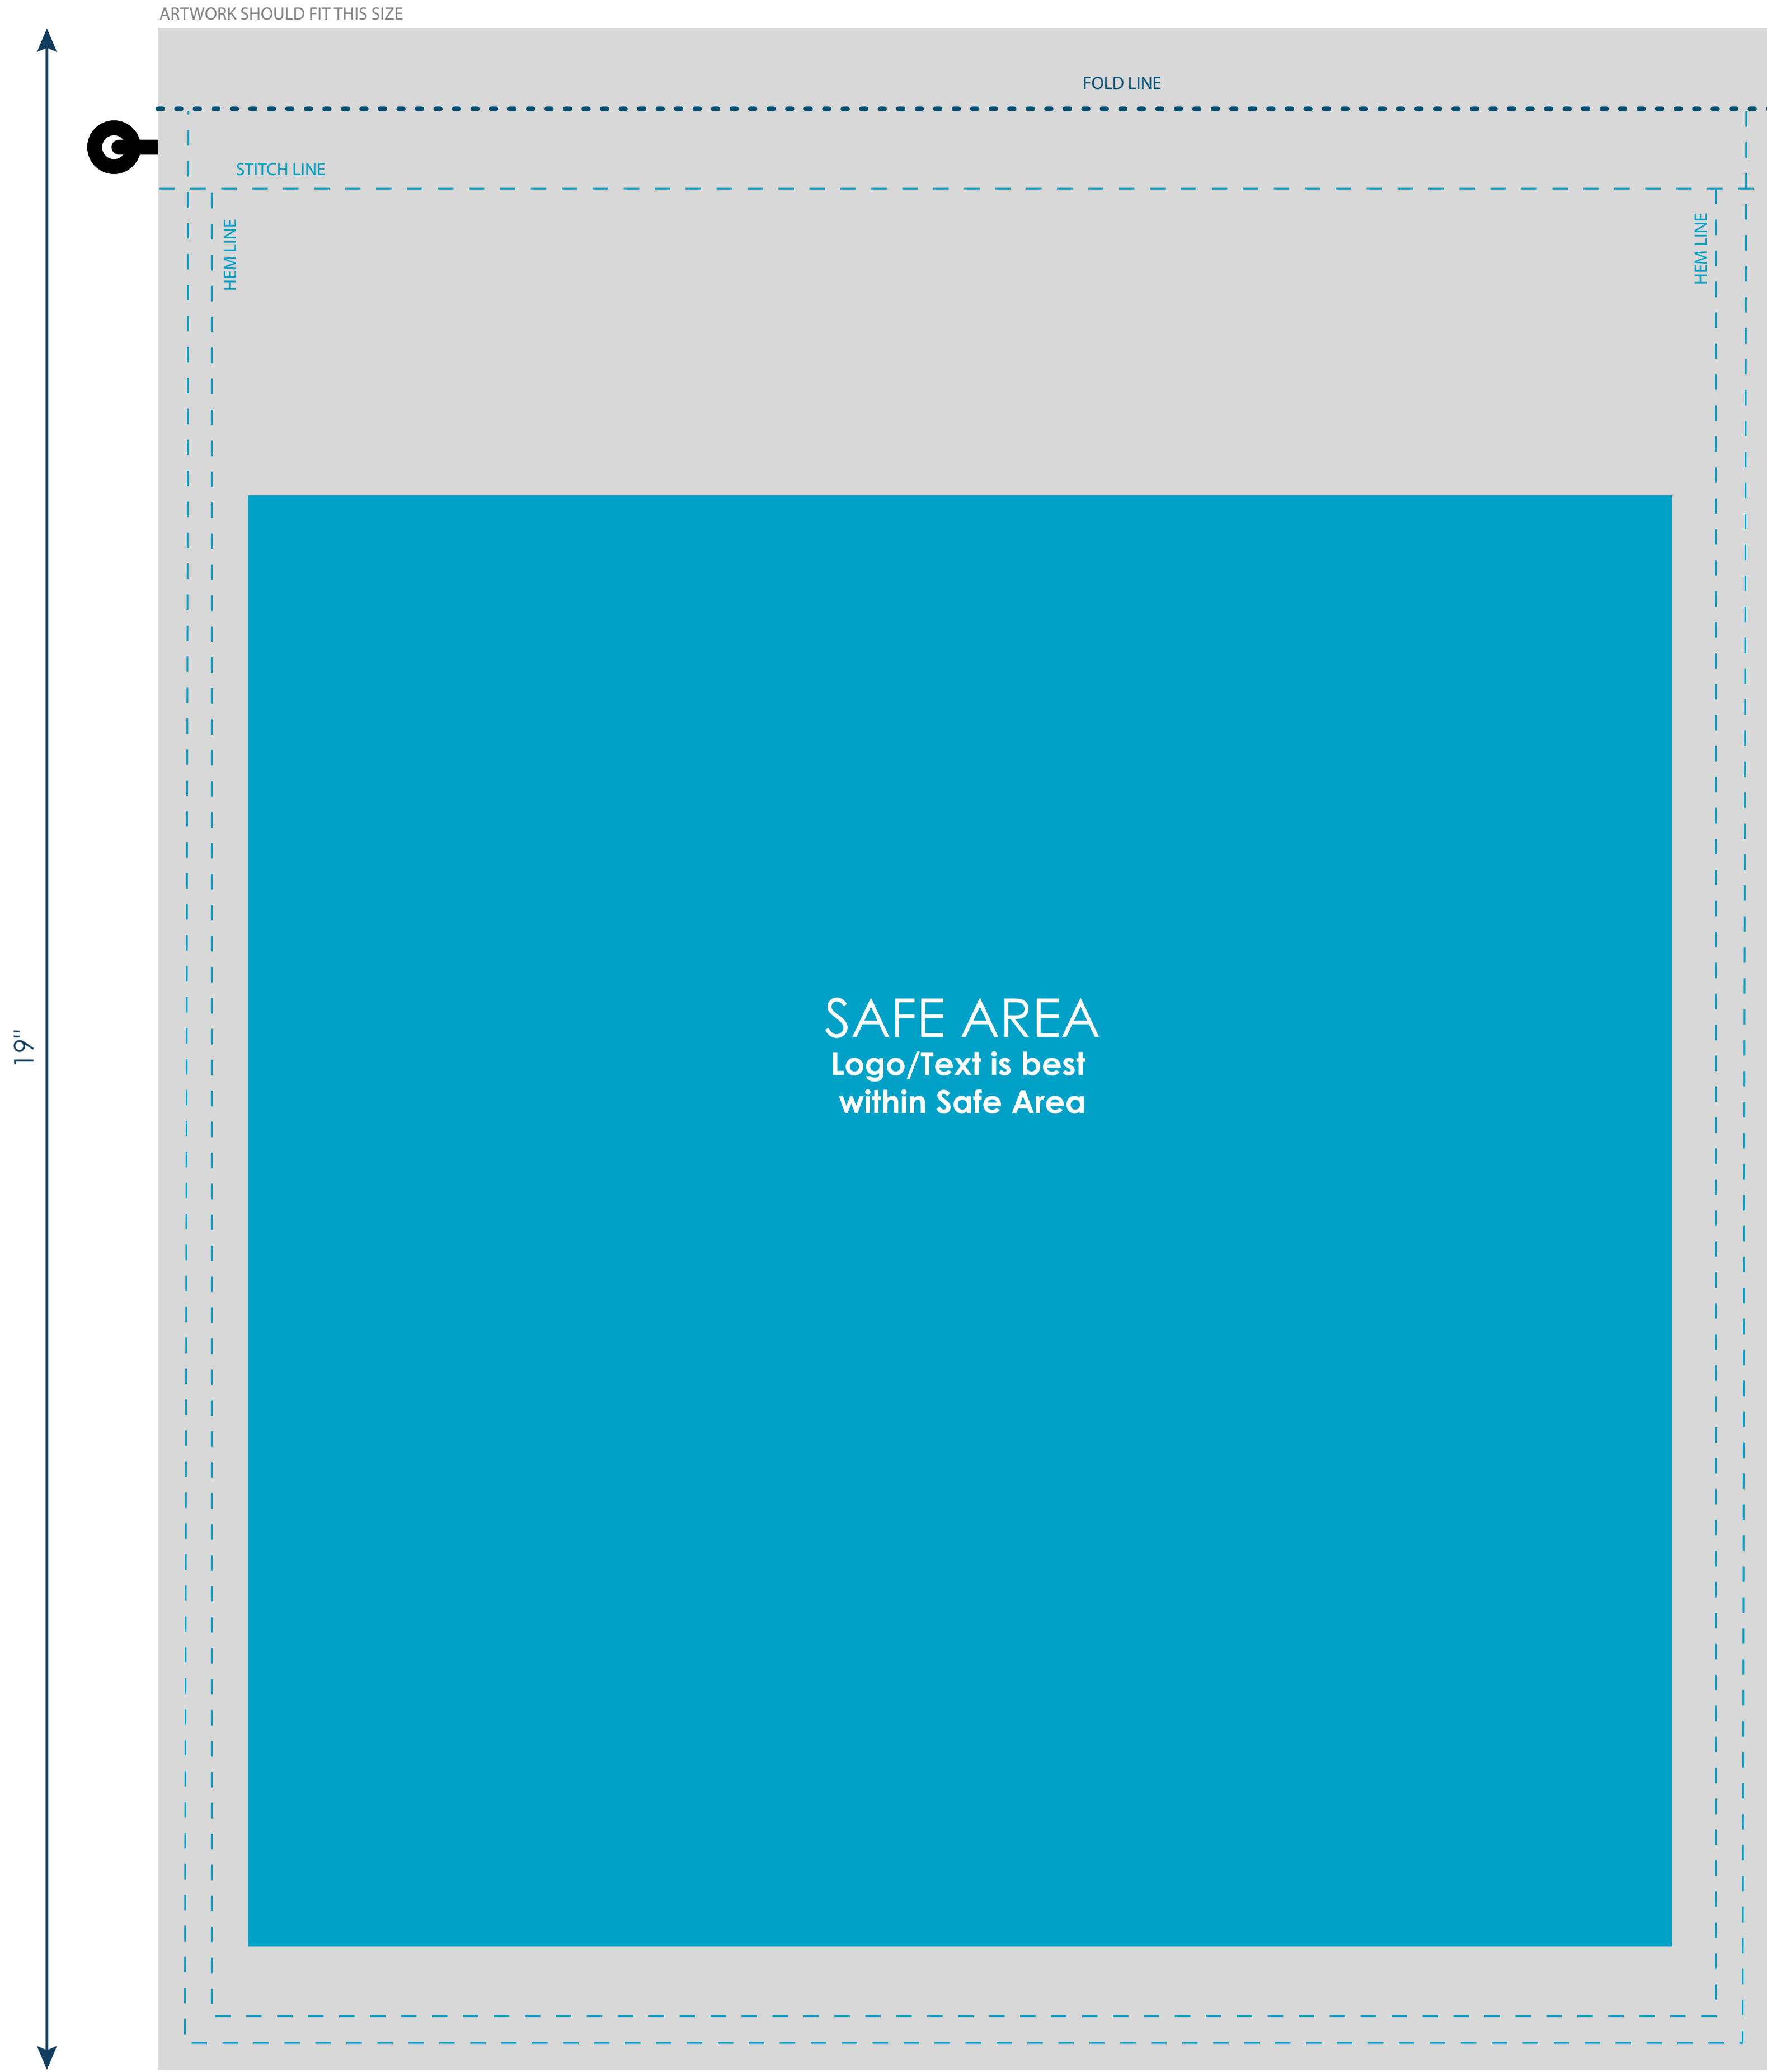 ARTWORK SHOULD FIT THIS SIZE
FOLD LINE
STITCH LINE
HEM LINE
HEM LINE
SAFE AREA
Logo/Text is best
within Safe Area
19"